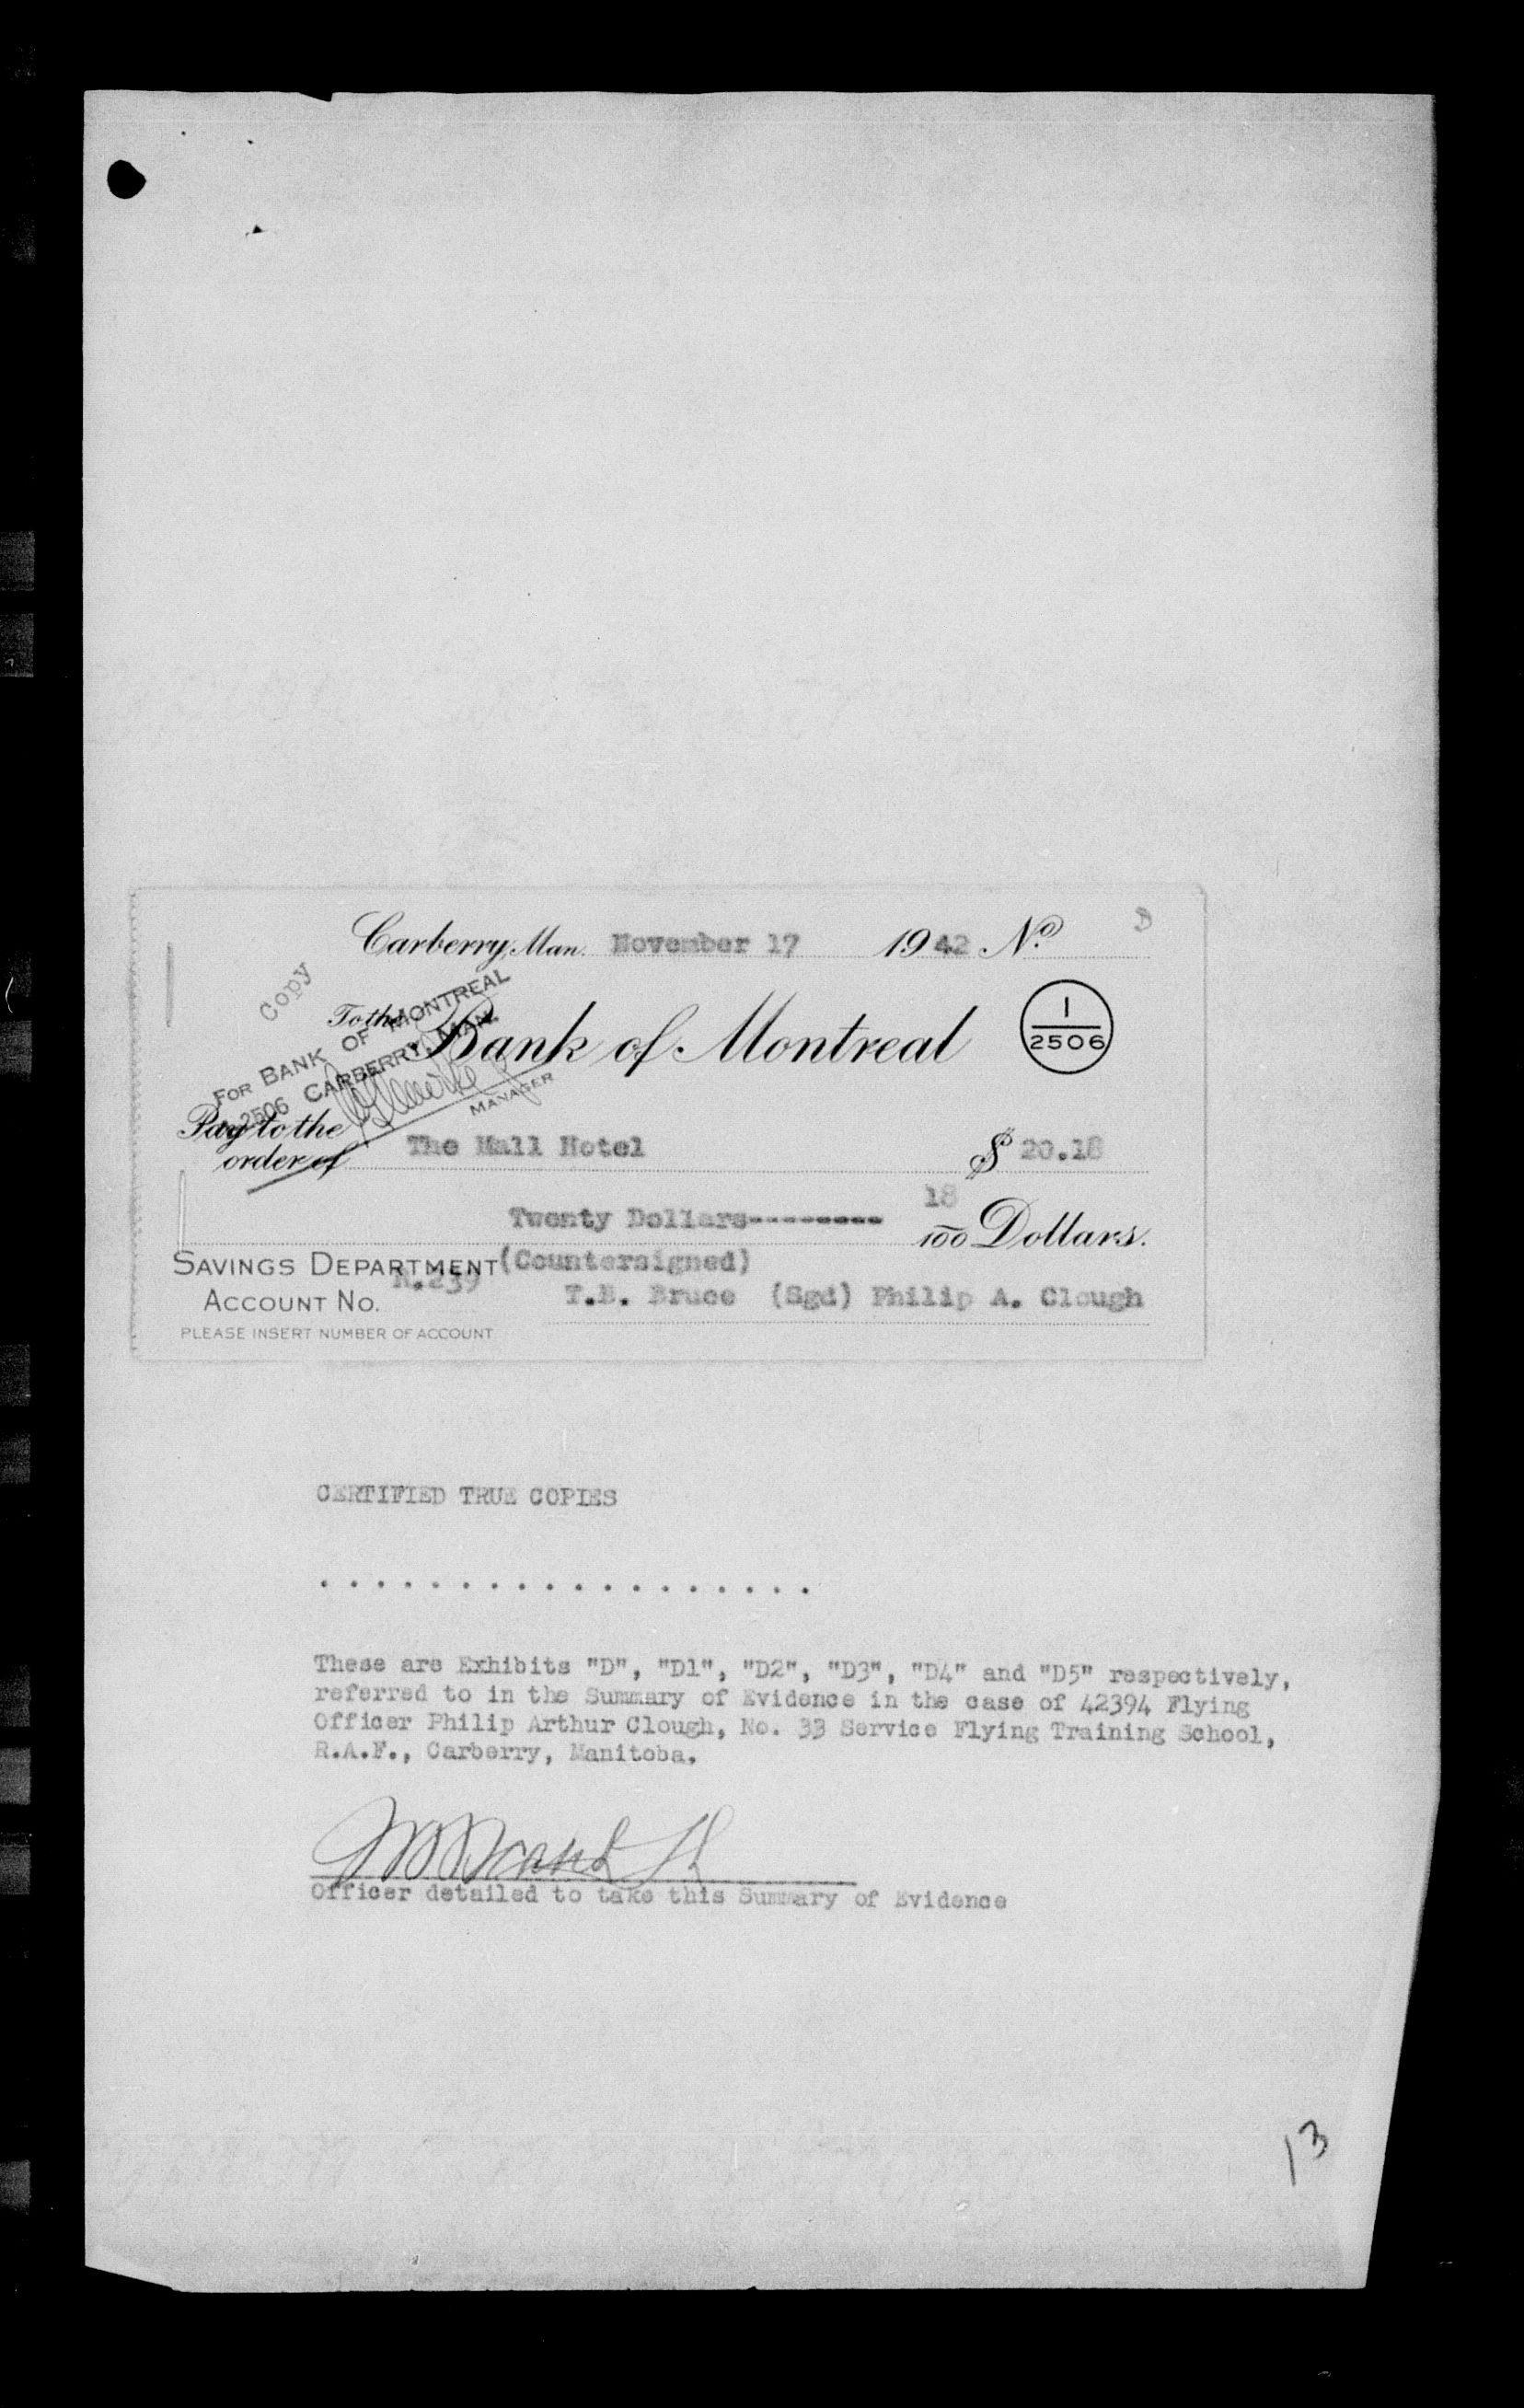 Carberry, Man. November 17 1942 No. D
Copy
To the Bank of Montreal
1
2506
FOR BANK OF MONTREAL
2506 CARBERRY, MAN.
MANAGER
Pay to the
order of The Mall Hotel $ 20.18
Twenty Dollars--------- 18/100 Dollars.
SAVINGS DEPARTMENT (Countersigned)
ACCOUNT NO. K.239
T.B. Bruce (Sgd) Philip A. Clough
PLEASE INSERT NUMBER OF ACCOUNT
CERTIFIED TRUE COPIES
. . . . . . . . . . . . . . . . . .
These are Exhibits "D", "D1", "D2", "D3", "D4" and "D5" respectively,
referred to in the Summary of Evidence in the case of 42394 Flying
Officer Philip Arthur Clough, No. 33 Service Flying Training School,
R.A.F., Carberry, Manitoba.
Officer detailed to take this Summary of Evidence
13